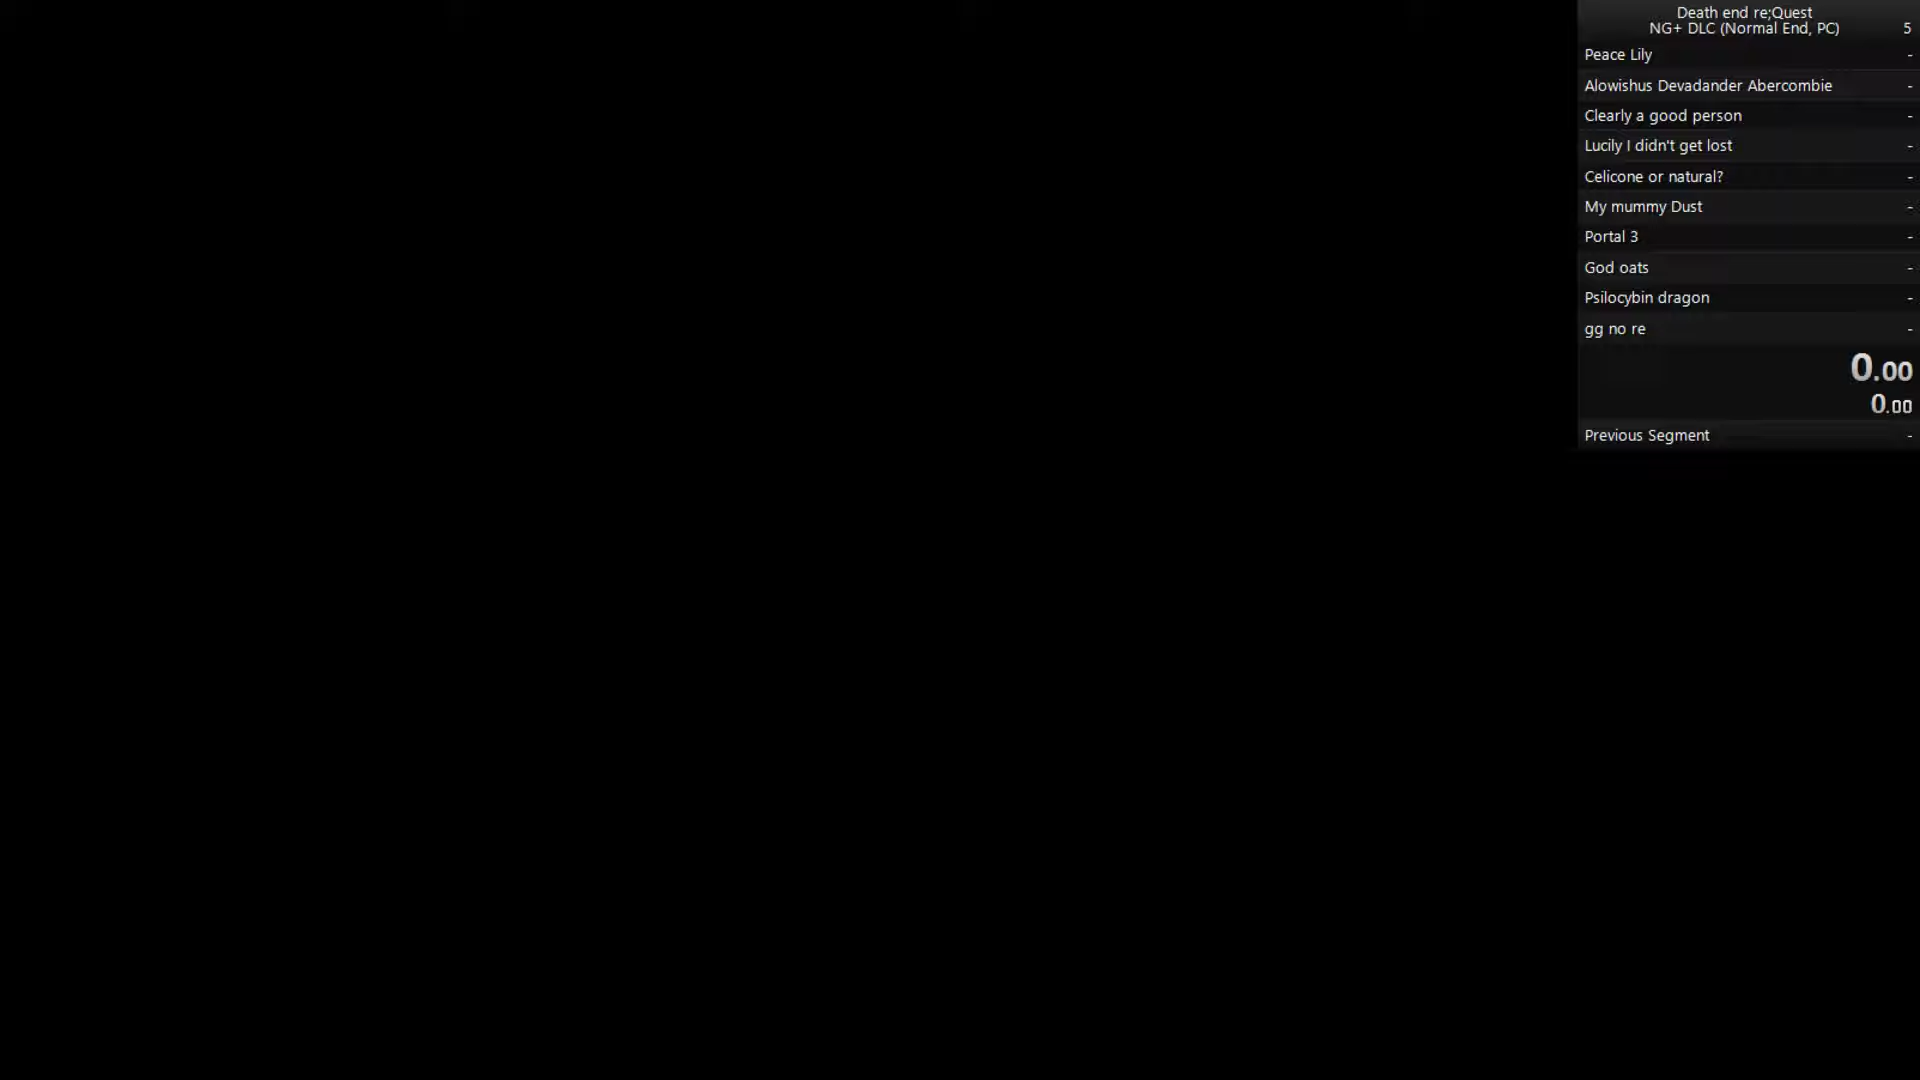 Death end re;Quest
NG+ DLC (Normal End, PC) 5
Peace Lily -
Alowishus Devadander Abercombie -
Clearly a good person -
Lucily I didn't get lost -
Celicone or natural? -
My mummy Dust -
Portal 3 -
God oats -
Psilocybin dragon -
gg no re -
0.00
0.00
Previous Segment -